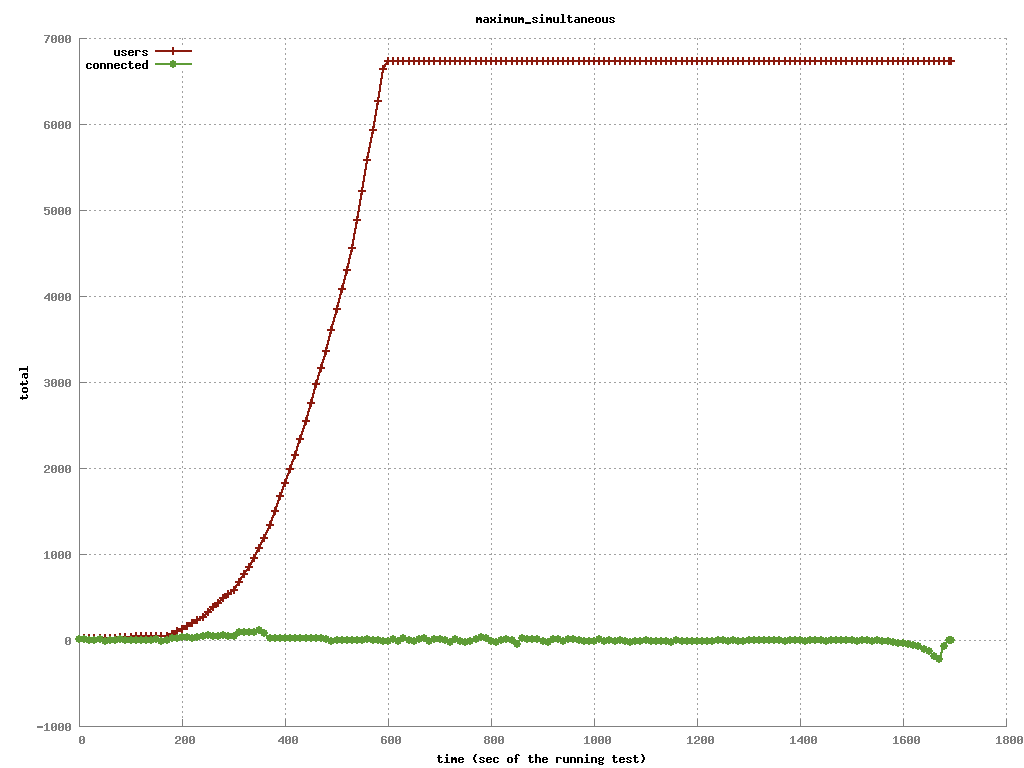 maximum_simultaneous
7000
users
connected
6000
5000
4000
3000
total
2000
1000
0
-1000
0 200 400 600 800 1000 1200 1400 1600 1800
time (sec of the running test)